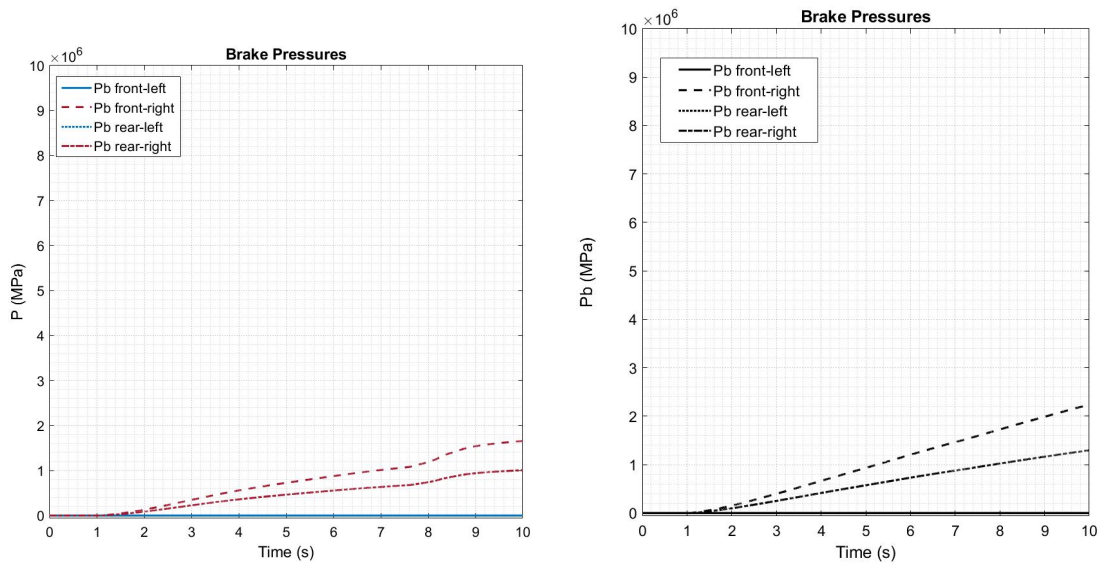 Brake Pressures
×10⁶
10
9
8
7
6
5
4
3
2
1
0
P (MPa)
Pb front-left
Pb front-right
Pb rear-left
Pb rear-right
0 1 2 3 4 5 6 7 8 9 10
Time (s)
Brake Pressures
×10⁶
10
9
8
7
6
5
4
3
2
1
0
Pb (MPa)
Pb front-left
Pb front-right
Pb rear-left
Pb rear-right
0 1 2 3 4 5 6 7 8 9 10
Time (s)